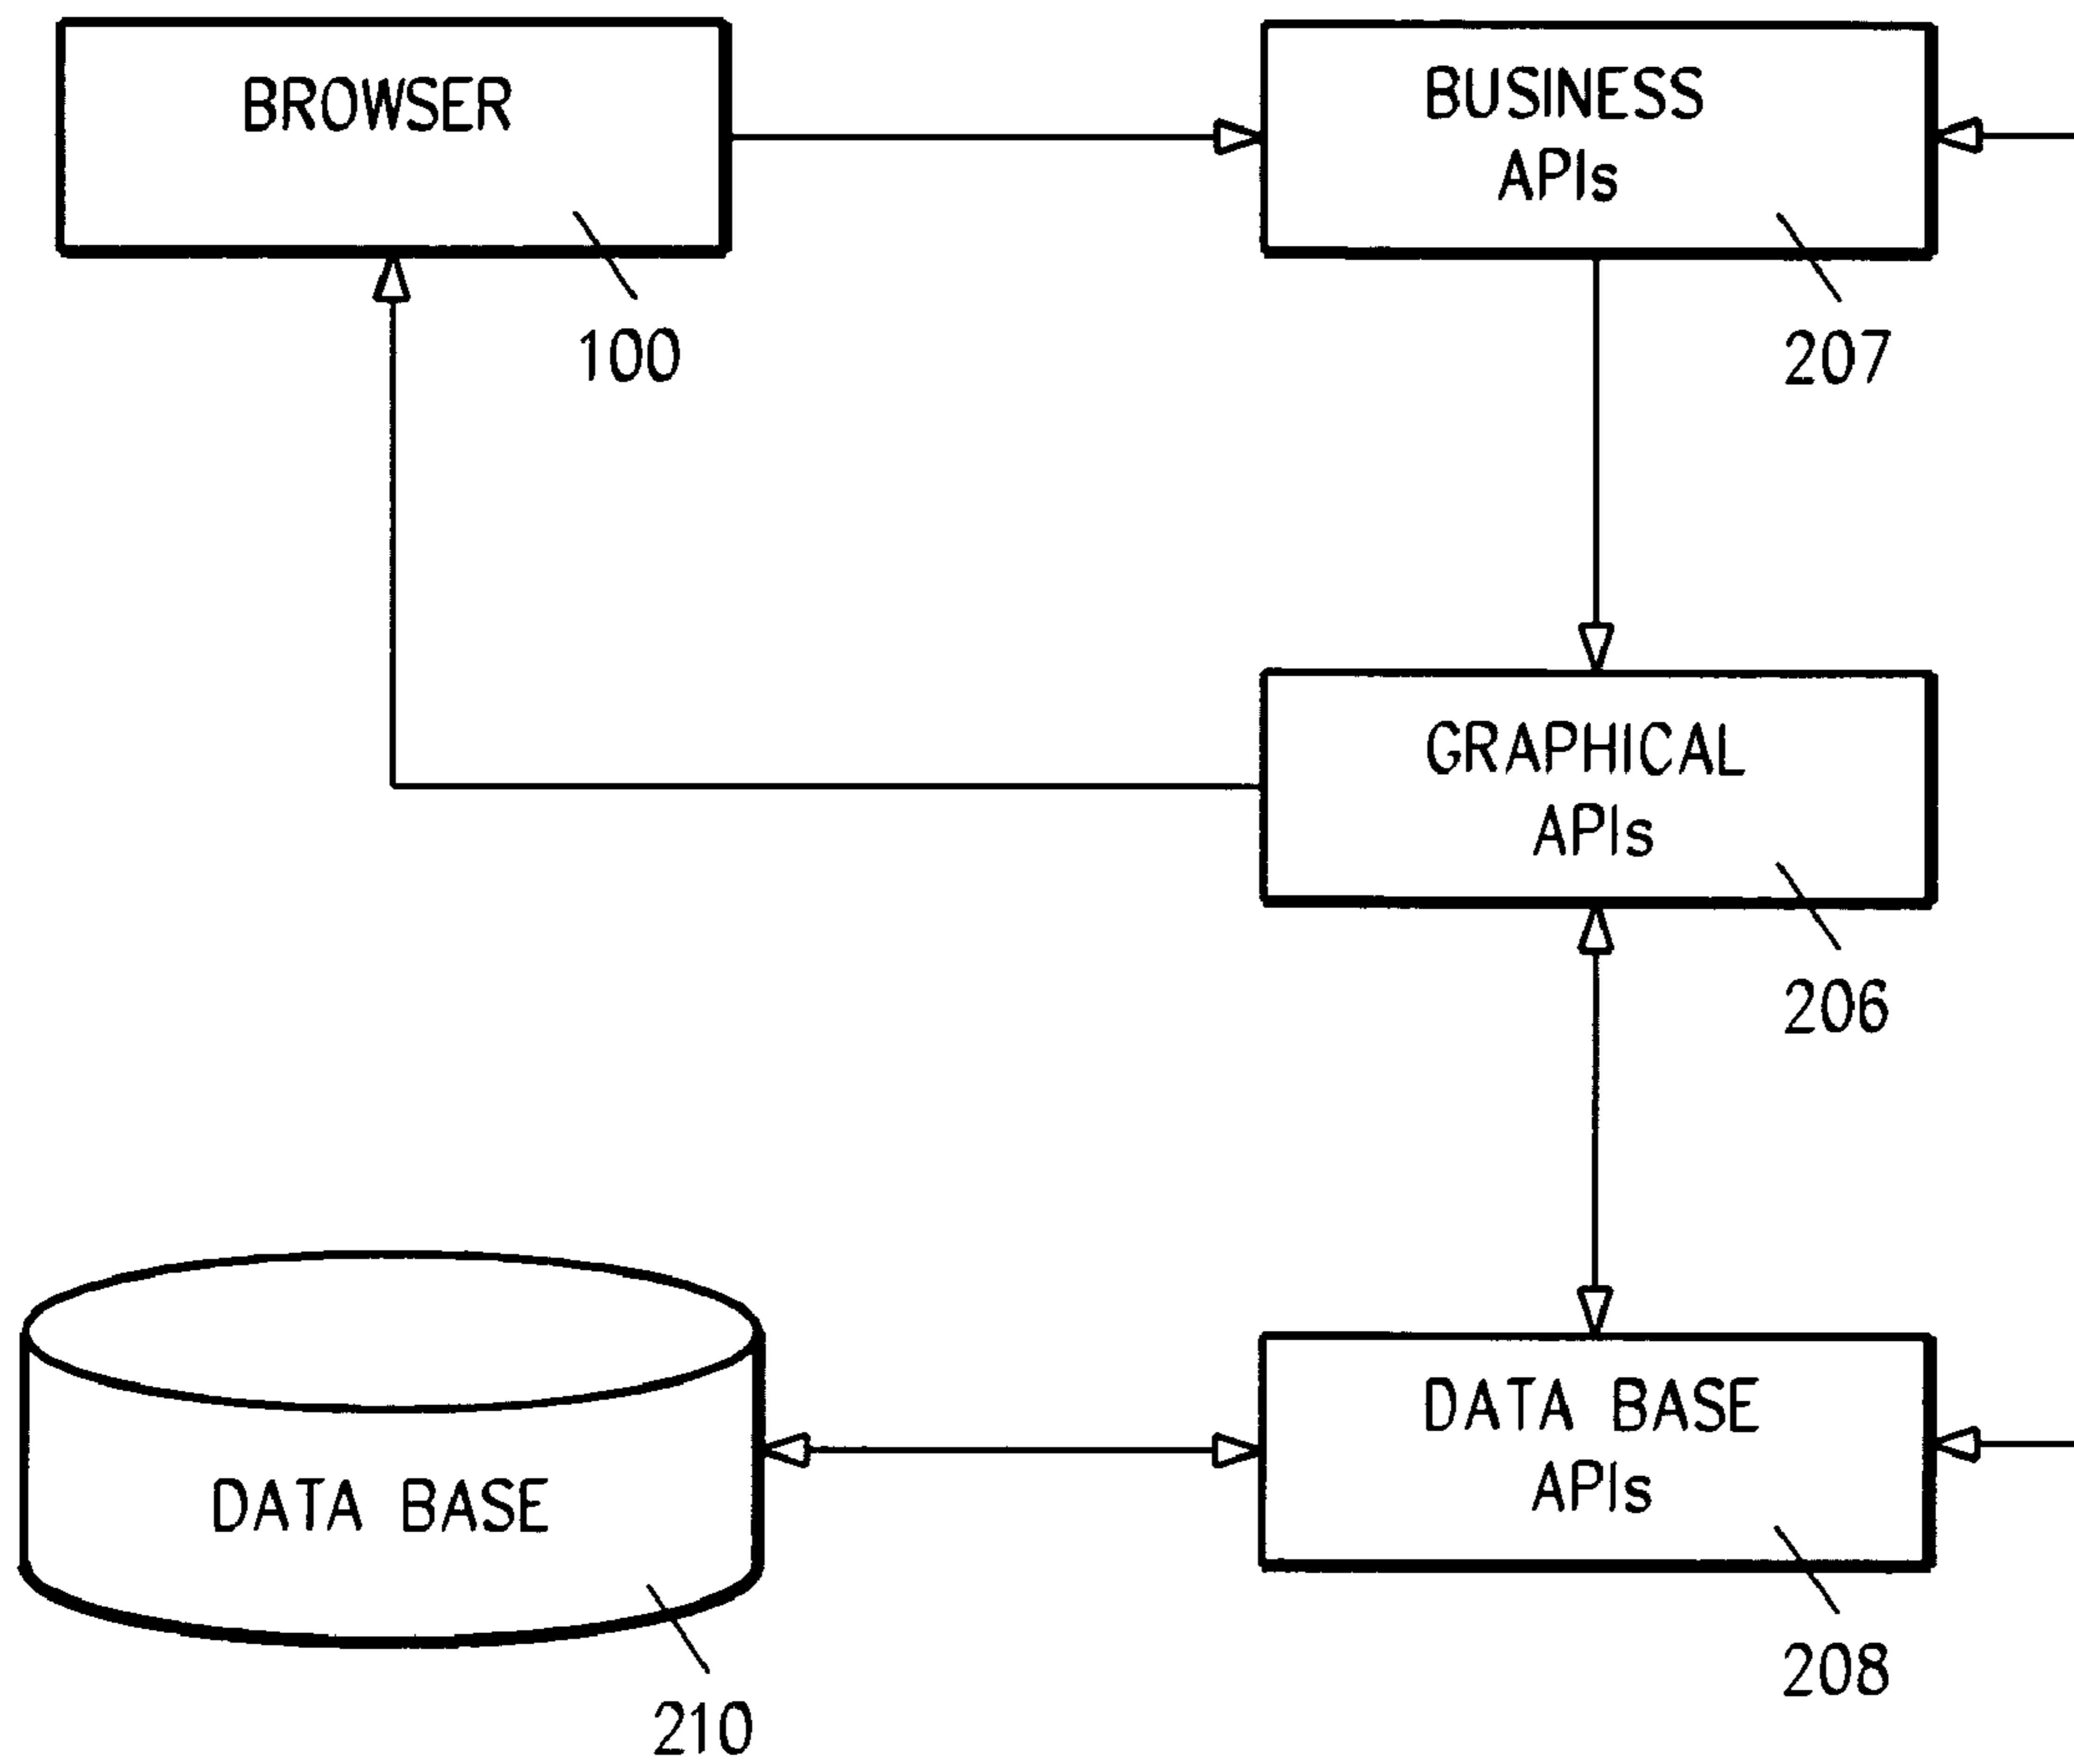 BROWSER
100
BUSINESS
APIs
207
GRAPHICAL
APIs
206
DATA BASE
210
DATA BASE
APIs
208